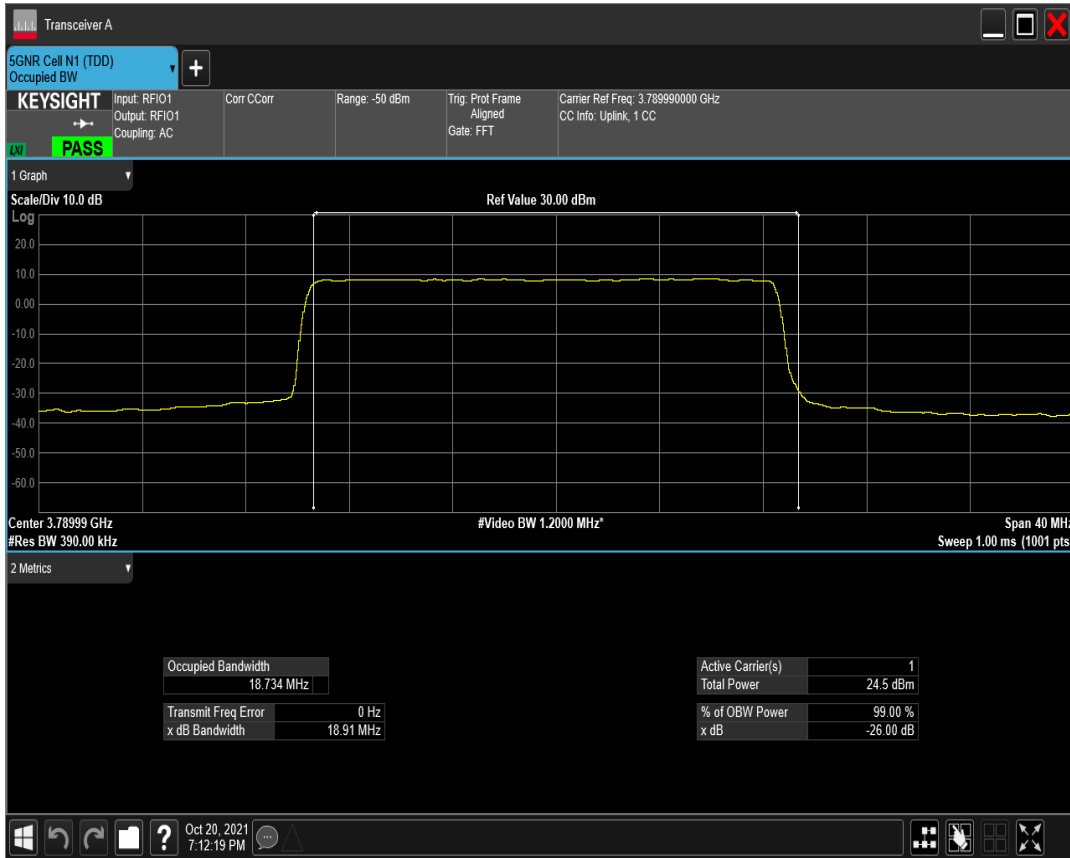 Transceiver A
5GNR Cell N1 (TDD)
Occupied BW
+
KEYSIGHT
LXI
PASS
Input: RFIO1
Output: RFIO1
Coupling: AC
Corr CCorr
Range: -50 dBm
Trig: Prot Frame
Aligned
Gate: FFT
Carrier Ref Freq: 3.789990000 GHz
CC Info: Uplink, 1 CC
1 Graph
Scale/Div 10.0 dB
Ref Value 30.00 dBm
Log
20.0
10.0
0.00
-10.0
-20.0
-30.0
-40.0
-50.0
-60.0
Center 3.78999 GHz
#Video BW 1.2000 MHz*
Span 40 MHz
#Res BW 390.00 kHz
Sweep 1.00 ms (1001 pts
2 Metrics
Occupied Bandwidth
18.734 MHz
Transmit Freq Error 0 Hz
x dB Bandwidth 18.91 MHz
Active Carrier(s) 1
Total Power 24.5 dBm
% of OBW Power 99.00 %
x dB -26.00 dB
?
Oct 20, 2021
7:12:19 PM